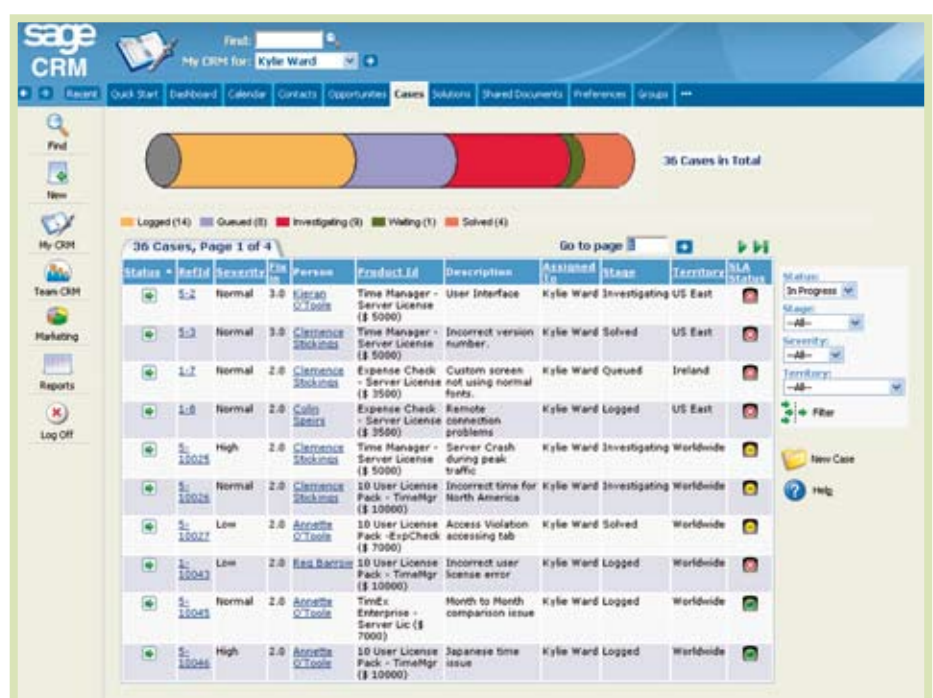 sage
CRM
Find:
My CRM for: Kylie Ward
Recent
Quick Start Dashboard Calendar Contacts Opportunities Cases Solutions Shared Documents Preferences Groups
Find
New
My CRM
Team CRM
Marketing
Reports
Log Off
36 Cases in Total
Logged (14) Queued (8) Investigating (9) Waiting (1) Solved (4)
36 Cases, Page 1 of 4
Go to page
Status RefId Severity Fix in Person Product Id Description Assigned To Stage Territory SLA Status
5-2 Normal 3.0 Kieran O'Toole Time Manager - Server License ($ 5000) User Interface Kylie Ward Investigating US East
5-3 Normal 3.0 Clemence Stickings Time Manager - Server License ($ 5000) Incorrect version number. Kylie Ward Solved US East
1-7 Normal 2.0 Clemence Stickings Expense Check - Server License ($ 3500) Custom screen not using normal fonts. Kylie Ward Queued Ireland
1-8 Normal 2.0 Colin Speirs Expense Check - Server License ($ 3500) Remote connection problems Kylie Ward Logged US East
5-10025 High 2.0 Clemence Stickings Time Manager - Server License ($ 5000) Server Crash during peak traffic Kylie Ward Investigating Worldwide
5-10026 Normal 2.0 Clemence Stickings 10 User License Pack - TimeMgr ($ 10000) Incorrect time for North America Kylie Ward Investigating Worldwide
5-10027 Low 2.0 Annette O'Toole 10 User License Pack -ExpCheck ($ 7000) Access Violation accessing tab Kylie Ward Solved Worldwide
1-10043 Low 2.0 Reg Barrow 10 User License Pack - TimeMgr ($ 10000) Incorrect user license error Kylie Ward Logged Worldwide
5-10045 Normal 2.0 Annette O'Toole TimEx Enterprise - Server Lic ($ 7000) Month to Month comparison issue Kylie Ward Logged Worldwide
5-10046 High 2.0 Annette O'Toole 10 User License Pack - TimeMgr ($ 10000) Japanese time issue Kylie Ward Logged Worldwide
Status:
In Progress
Stage:
--All--
Severity:
--All--
Territory:
--All--
Filter
New Case
Help